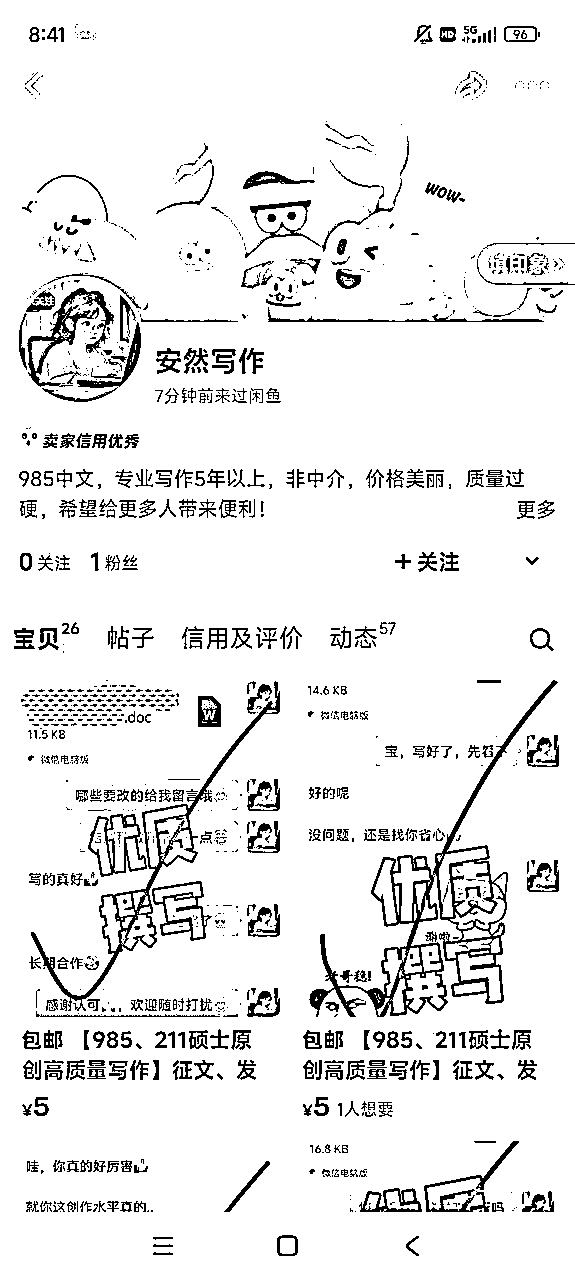 8:41
HD
5G
96
WOW~
填印象
安然写作
7分钟前来过闲鱼
卖家信用优秀
985中文，专业写作5年以上，非中介，价格美丽，质量过
硬，希望给更多人带来便利！
更多
0关注 1粉丝
+关注
宝贝26 帖子 信用及评价 动态57
.doc
11.5 KB
微信电脑版
哪些要改的给我留言我
一点
写的真好
长期合作
感谢认可,,, 欢迎随时打扰
优质
撰写
包邮 【985、211硕士原
创高质量写作】征文、发
¥5
14.6 KB
微信电脑版
宝，写好了，先
好的呢
没问题，还是找你省心
优质
撰写
老哥稳!
包邮 【985、211硕士原
创高质量写作】征文、发
¥5 1人想要
哇，你真的好厉害
就你这创作水平真的..
16.8 KB
微信电脑版